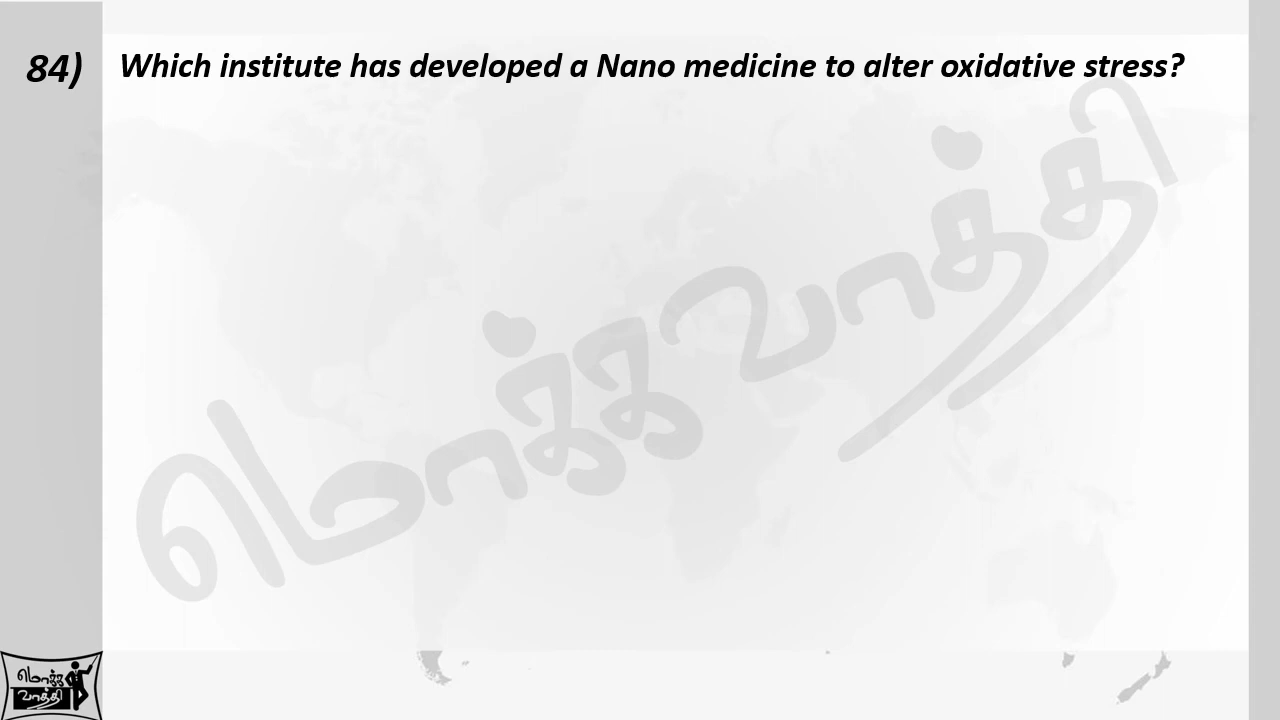 84) Which institute has developed a Nano medicine to alter oxidative stress?
மொக்க வாத்தி
மொக்க
வாத்தி